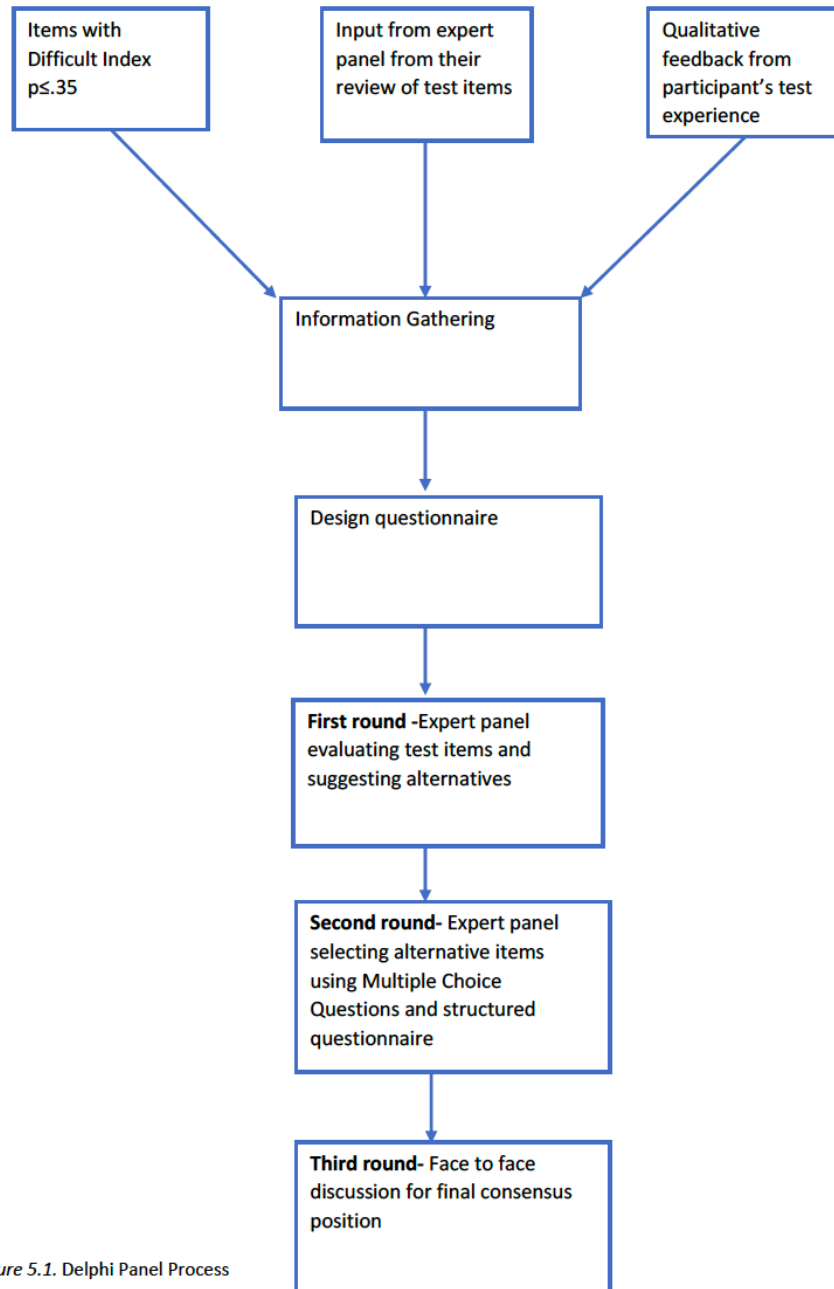 Items with
Difficult Index
p≤.35
Input from expert
panel from their
review of test items
Qualitative
feedback from
participant's test
experience
Information Gathering
Design questionnaire
First round -Expert panel
evaluating test items and
suggesting alternatives
Second round- Expert panel
selecting alternative items
using Multiple Choice
Questions and structured
questionnaire
Third round- Face to face
discussion for final consensus
position
ure 5.1. Delphi Panel Process